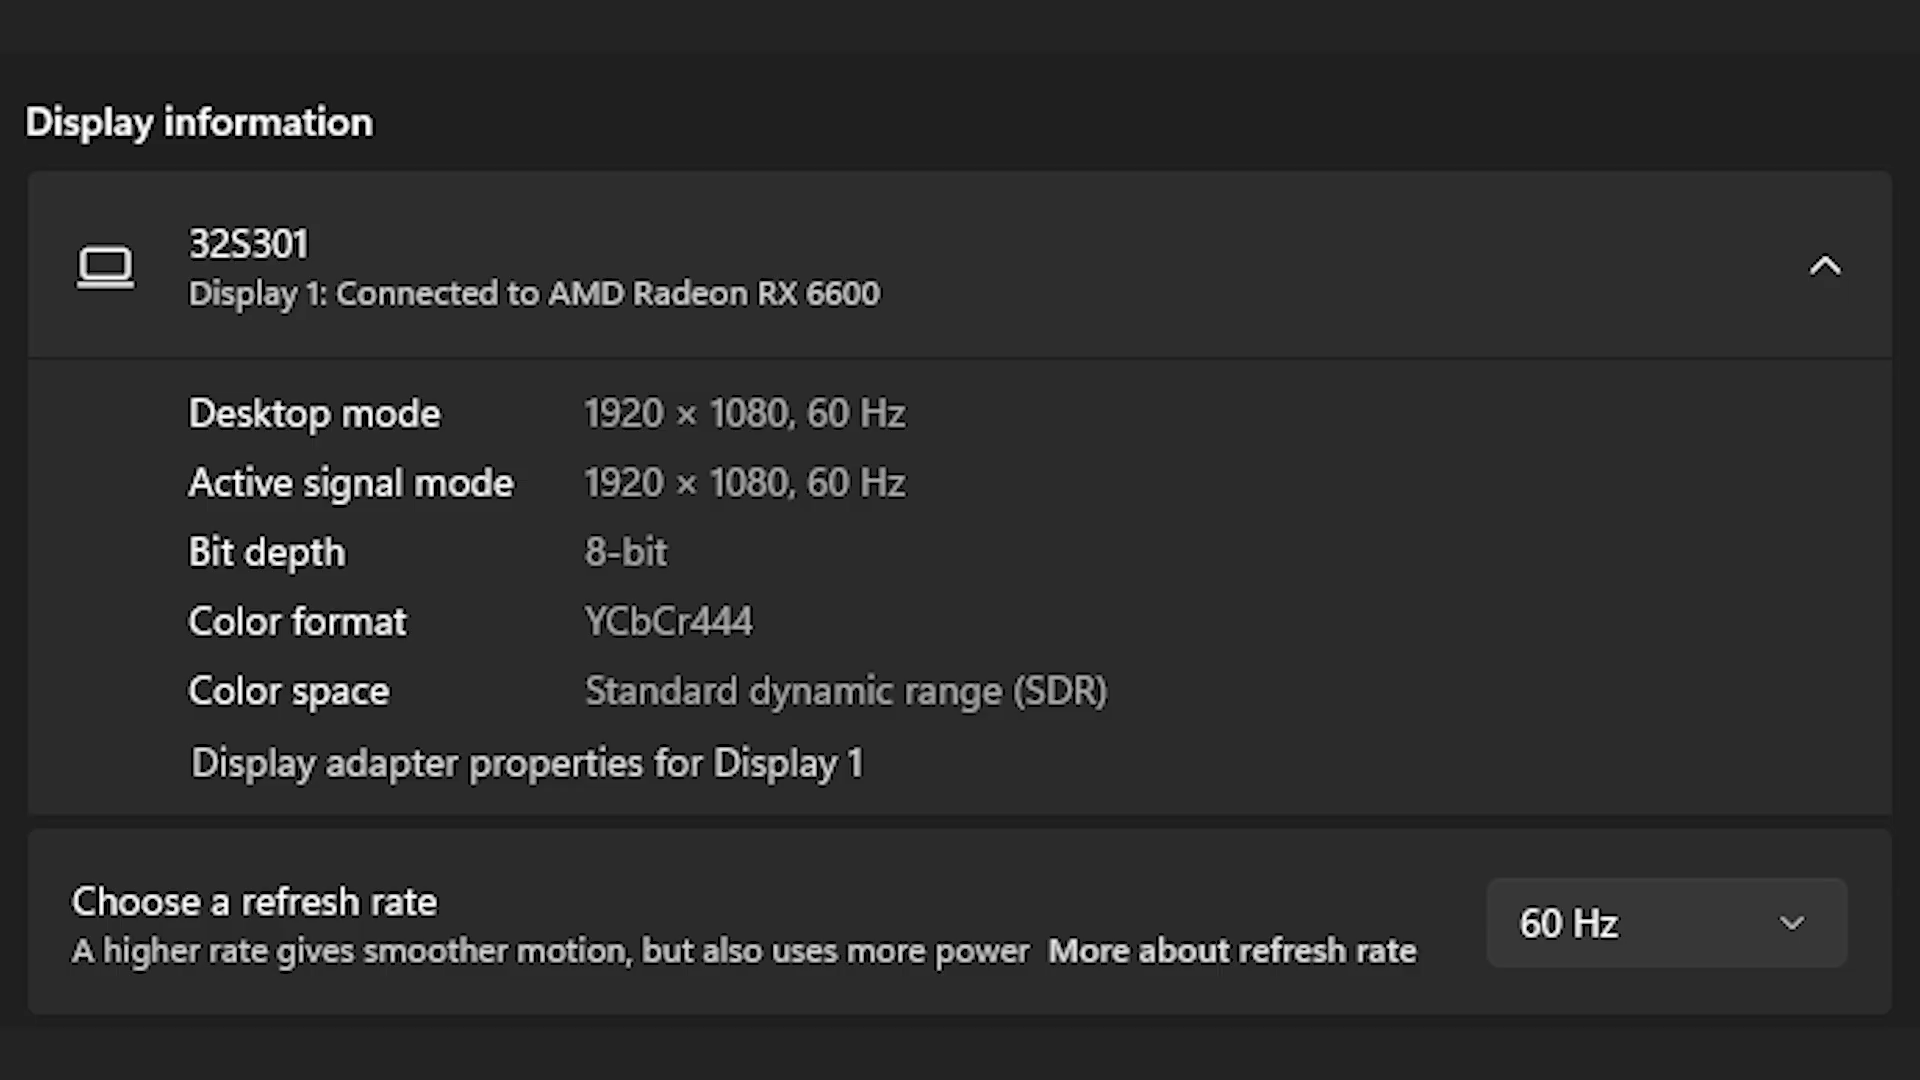 Display information
32S301
Display 1: Connected to AMD Radeon RX 6600
Desktop mode 1920 × 1080, 60 Hz
Active signal mode 1920 × 1080, 60 Hz
Bit depth 8-bit
Color format YCbCr444
Color space Standard dynamic range (SDR)
Display adapter properties for Display 1
Choose a refresh rate
A higher rate gives smoother motion, but also uses more power More about refresh rate
60 Hz